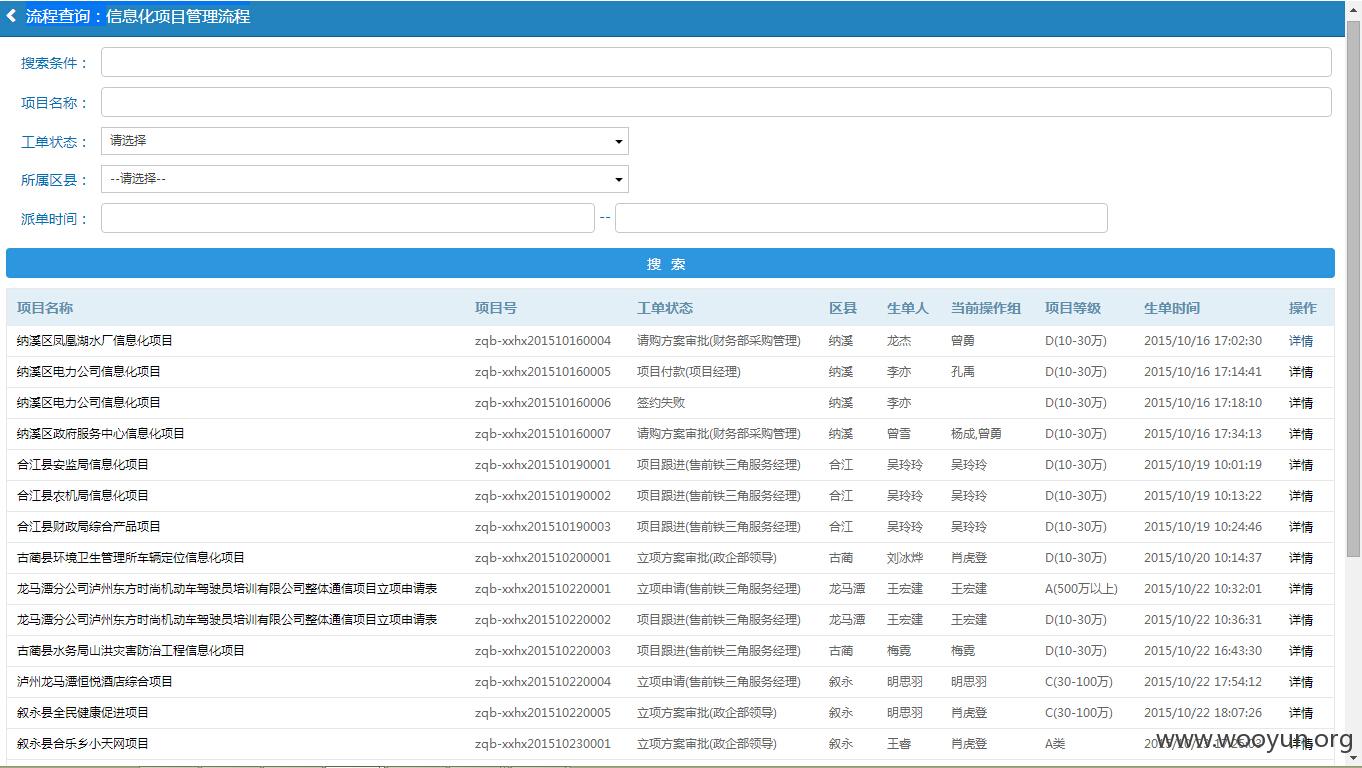 流程查询：信息化项目管理流程
搜索条件：
项目名称：
工单状态： 请选择
所属区县： --请选择--
派单时间： --
搜 索
项目名称 项目号 工单状态 区县 生单人 当前操作组 项目等级 生单时间 操作
纳溪区凤凰湖水厂信息化项目 zqb-xxhx201510160004 请购方案审批(财务部采购管理) 纳溪 龙杰 曾勇 D(10-30万) 2015/10/16 17:02:30 详情
纳溪区电力公司信息化项目 zqb-xxhx201510160005 项目付款(项目经理) 纳溪 李亦 孔禹 D(10-30万) 2015/10/16 17:14:41 详情
纳溪区电力公司信息化项目 zqb-xxhx201510160006 签约失败 纳溪 李亦 D(10-30万) 2015/10/16 17:18:10 详情
纳溪区政府服务中心信息化项目 zqb-xxhx201510160007 请购方案审批(财务部采购管理) 纳溪 曾雪 杨成,曾勇 D(10-30万) 2015/10/16 17:34:13 详情
合江县安监局信息化项目 zqb-xxhx201510190001 项目跟进(售前铁三角服务经理) 合江 吴玲玲 吴玲玲 D(10-30万) 2015/10/19 10:01:19 详情
合江县农机局信息化项目 zqb-xxhx201510190002 项目跟进(售前铁三角服务经理) 合江 吴玲玲 吴玲玲 D(10-30万) 2015/10/19 10:13:22 详情
合江县财政局综合产品项目 zqb-xxhx201510190003 项目跟进(售前铁三角服务经理) 合江 吴玲玲 吴玲玲 D(10-30万) 2015/10/19 10:24:46 详情
古蔺县环境卫生管理所车辆定位信息化项目 zqb-xxhx201510200001 立项方案审批(政企部领导) 古蔺 刘冰烨 肖虎登 D(10-30万) 2015/10/20 10:14:37 详情
龙马潭分公司泸州东方时尚机动车驾驶员培训有限公司整体通信项目立项申请表 zqb-xxhx201510220001 立项申请(售前铁三角服务经理) 龙马潭 王宏建 王宏建 A(500万以上) 2015/10/22 10:32:01 详情
龙马潭分公司泸州东方时尚机动车驾驶员培训有限公司整体通信项目立项申请表 zqb-xxhx201510220002 项目跟进(售前铁三角服务经理) 龙马潭 王宏建 王宏建 D(10-30万) 2015/10/22 10:36:31 详情
古蔺县水务局山洪灾害防治工程信息化项目 zqb-xxhx201510220003 项目跟进(售前铁三角服务经理) 古蔺 梅霓 梅霓 D(10-30万) 2015/10/22 16:43:30 详情
泸州龙马潭恒悦酒店综合项目 zqb-xxhx201510220004 立项申请(售前铁三角服务经理) 叙永 明思羽 明思羽 C(30-100万) 2015/10/22 17:54:12 详情
叙永县全民健康促进项目 zqb-xxhx201510220005 立项方案审批(政企部领导) 叙永 明思羽 肖虎登 C(30-100万) 2015/10/22 18:07:26 详情
叙永县合乐乡小天网项目 zqb-xxhx201510230001 立项方案审批(政企部领导) 叙永 王睿 肖虎登 A类 详情
www.wooyun.org